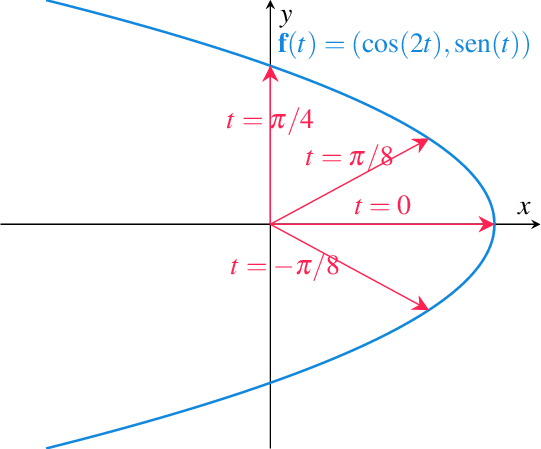 y
f(t) = (cos(2t), sen(t))
t = π/4
t = π/8
t = 0
x
t = −π/8